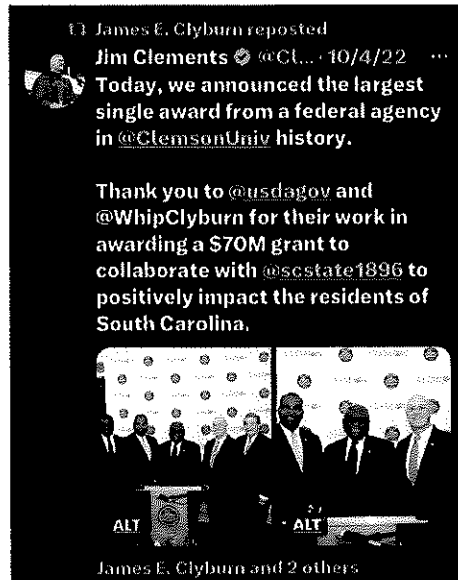 James E. Clyburn reposted
Jim Clements @Cl... · 10/4/22 ...
Today, we announced the largest
single award from a federal agency
in @ClemsonUniv history.
Thank you to @usdagov and
@WhipClyburn for their work in
awarding a $70M grant to
collaborate with @scstate1896 to
positively impact the residents of
South Carolina.
ALT
ALT
James E. Clyburn and 2 others